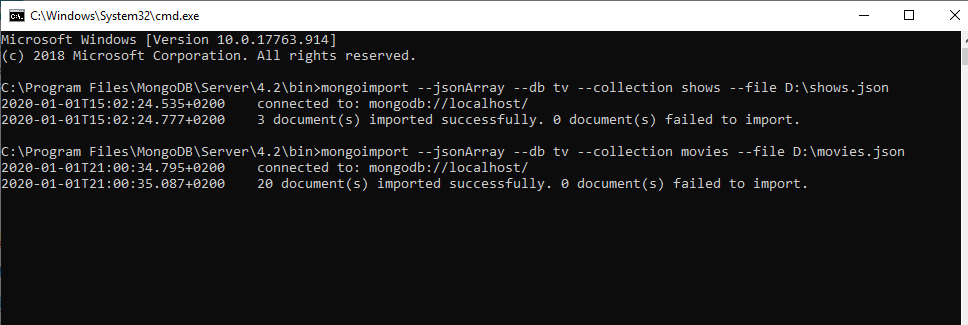 C:\Windows\System32\cmd.exe
Microsoft Windows [Version 10.0.17763.914]
(c) 2018 Microsoft Corporation. All rights reserved.
C:\Program Files\MongoDB\Server\4.2\bin>mongoimport --jsonArray --db tv --collection shows --file D:\shows.json
2020-01-01T15:02:24.535+0200    connected to: mongodb://localhost/
2020-01-01T15:02:24.777+0200    3 document(s) imported successfully. 0 document(s) failed to import.
C:\Program Files\MongoDB\Server\4.2\bin>mongoimport --jsonArray --db tv --collection movies --file D:\movies.json
2020-01-01T21:00:34.795+0200    connected to: mongodb://localhost/
2020-01-01T21:00:35.087+0200    20 document(s) imported successfully. 0 document(s) failed to import.